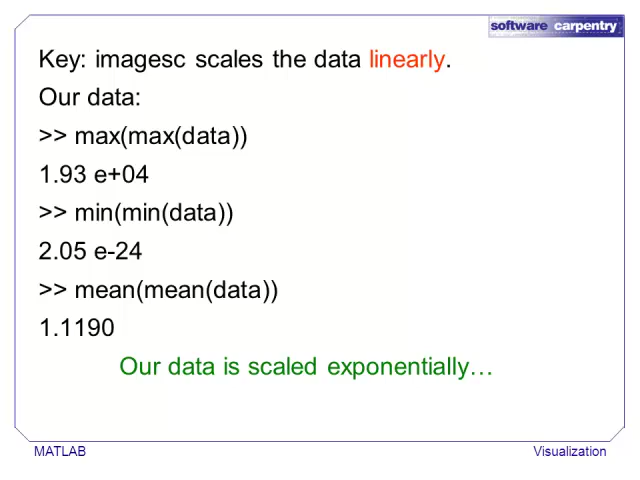 software carpentry
Key: imagesc scales the data linearly.
Our data:
>> max(max(data))
1.93 e+04
>> min(min(data))
2.05 e-24
>> mean(mean(data))
1.1190
Our data is scaled exponentially…
MATLAB
Visualization